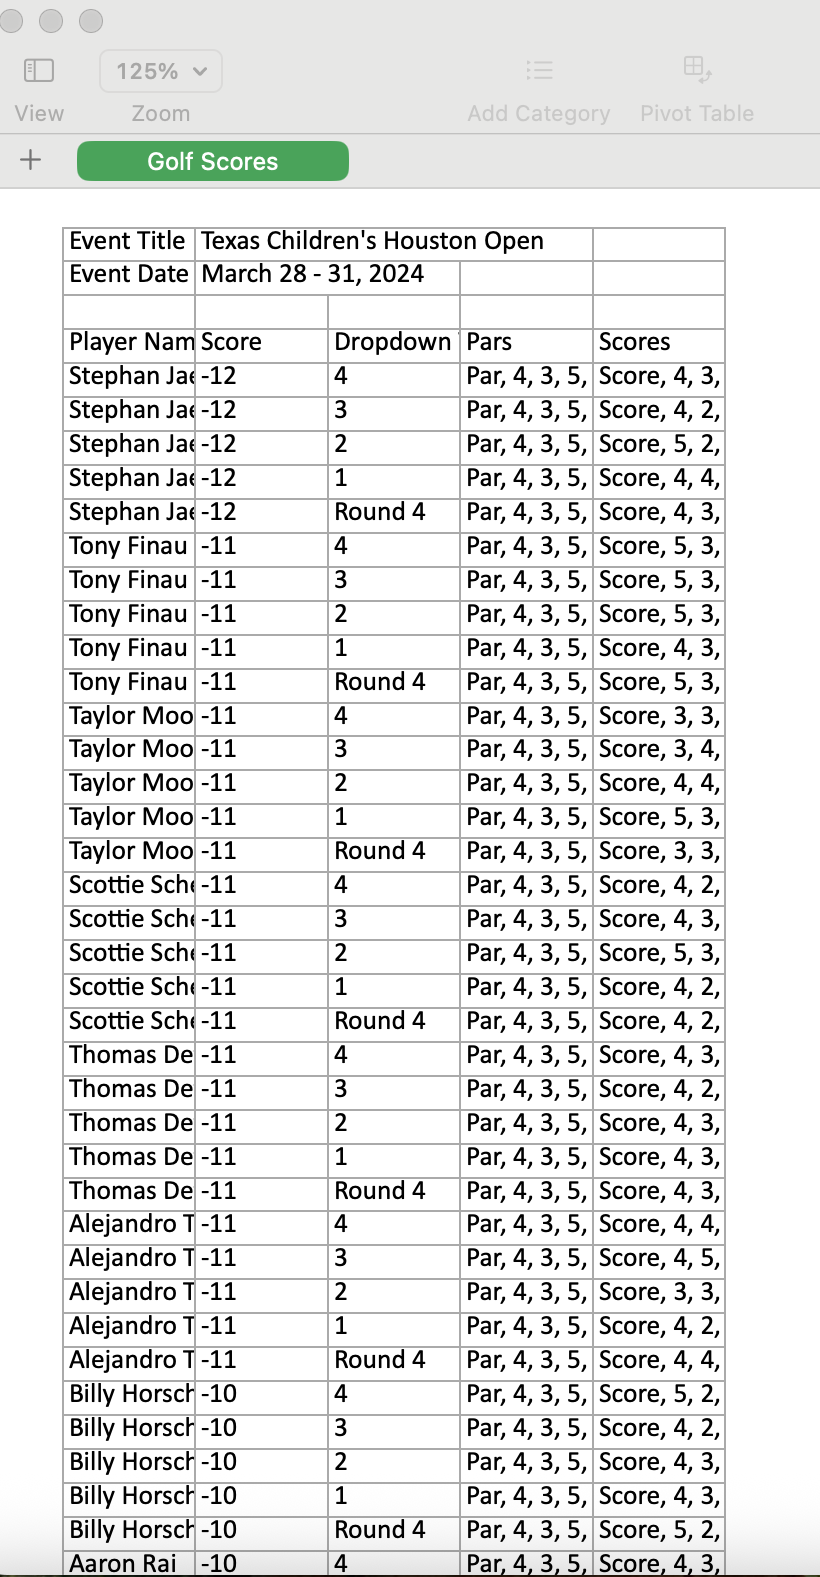 125%
View Zoom Add Category Pivot Table
+ Golf Scores
Event Title Texas Children's Houston Open
Event Date March 28 - 31, 2024
Player Nam Score Dropdown Pars Scores
Stephan Jae -12 4 Par, 4, 3, 5, Score, 4, 3,
Stephan Jae -12 3 Par, 4, 3, 5, Score, 4, 2,
Stephan Jae -12 2 Par, 4, 3, 5, Score, 5, 2,
Stephan Jae -12 1 Par, 4, 3, 5, Score, 4, 4,
Stephan Jae -12 Round 4 Par, 4, 3, 5, Score, 4, 3,
Tony Finau -11 4 Par, 4, 3, 5, Score, 5, 3,
Tony Finau -11 3 Par, 4, 3, 5, Score, 5, 3,
Tony Finau -11 2 Par, 4, 3, 5, Score, 5, 3,
Tony Finau -11 1 Par, 4, 3, 5, Score, 4, 3,
Tony Finau -11 Round 4 Par, 4, 3, 5, Score, 5, 3,
Taylor Moo -11 4 Par, 4, 3, 5, Score, 3, 3,
Taylor Moo -11 3 Par, 4, 3, 5, Score, 3, 4,
Taylor Moo -11 2 Par, 4, 3, 5, Score, 4, 4,
Taylor Moo -11 1 Par, 4, 3, 5, Score, 5, 3,
Taylor Moo -11 Round 4 Par, 4, 3, 5, Score, 3, 3,
Scottie Sche -11 4 Par, 4, 3, 5, Score, 4, 2,
Scottie Sche -11 3 Par, 4, 3, 5, Score, 4, 3,
Scottie Sche -11 2 Par, 4, 3, 5, Score, 5, 3,
Scottie Sche -11 1 Par, 4, 3, 5, Score, 4, 2,
Scottie Sche -11 Round 4 Par, 4, 3, 5, Score, 4, 2,
Thomas De -11 4 Par, 4, 3, 5, Score, 4, 3,
Thomas De -11 3 Par, 4, 3, 5, Score, 4, 2,
Thomas De -11 2 Par, 4, 3, 5, Score, 4, 3,
Thomas De -11 1 Par, 4, 3, 5, Score, 4, 3,
Thomas De -11 Round 4 Par, 4, 3, 5, Score, 4, 3,
Alejandro T -11 4 Par, 4, 3, 5, Score, 4, 4,
Alejandro T -11 3 Par, 4, 3, 5, Score, 4, 5,
Alejandro T -11 2 Par, 4, 3, 5, Score, 3, 3,
Alejandro T -11 1 Par, 4, 3, 5, Score, 4, 2,
Alejandro T -11 Round 4 Par, 4, 3, 5, Score, 4, 4,
Billy Horsch -10 4 Par, 4, 3, 5, Score, 5, 2,
Billy Horsch -10 3 Par, 4, 3, 5, Score, 4, 2,
Billy Horsch -10 2 Par, 4, 3, 5, Score, 4, 3,
Billy Horsch -10 1 Par, 4, 3, 5, Score, 4, 3,
Billy Horsch -10 Round 4 Par, 4, 3, 5, Score, 5, 2,
Aaron Rai -10 4 Par, 4, 3, 5, Score, 4, 3,